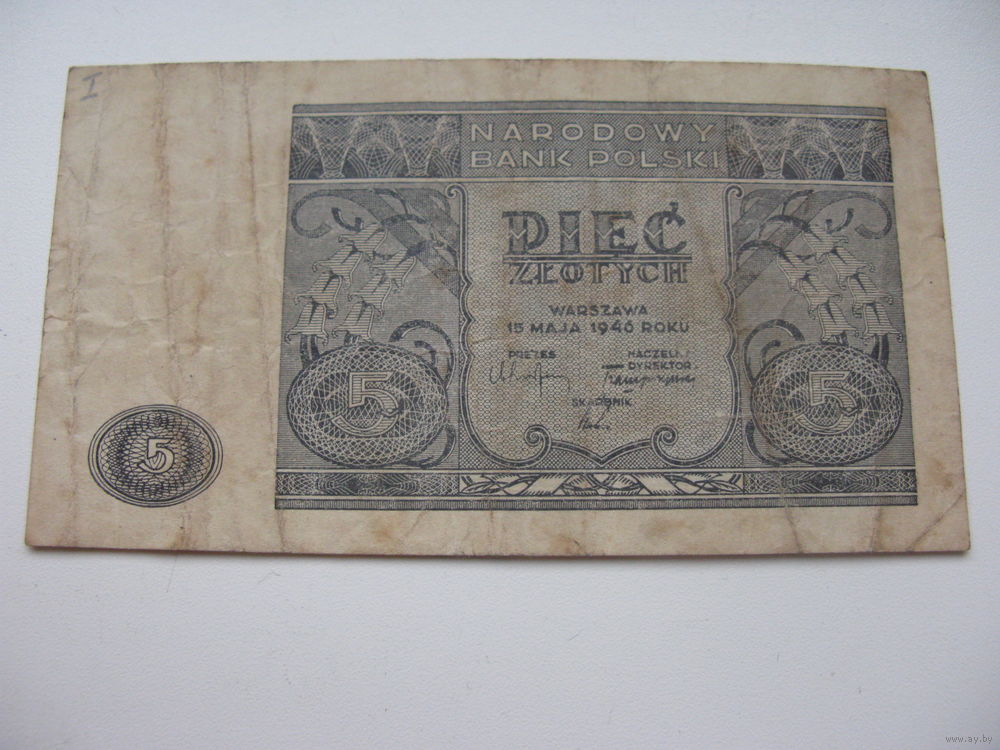 I
NARODOWY
BANK POLSKI
PIĘĆ
ZŁOTYCH
WARSZAWA
15 MAJA 1946 ROKU
PREZES
NACZELNY
DYREKTOR
SKARBNIK
5
5
5
www.ay.by